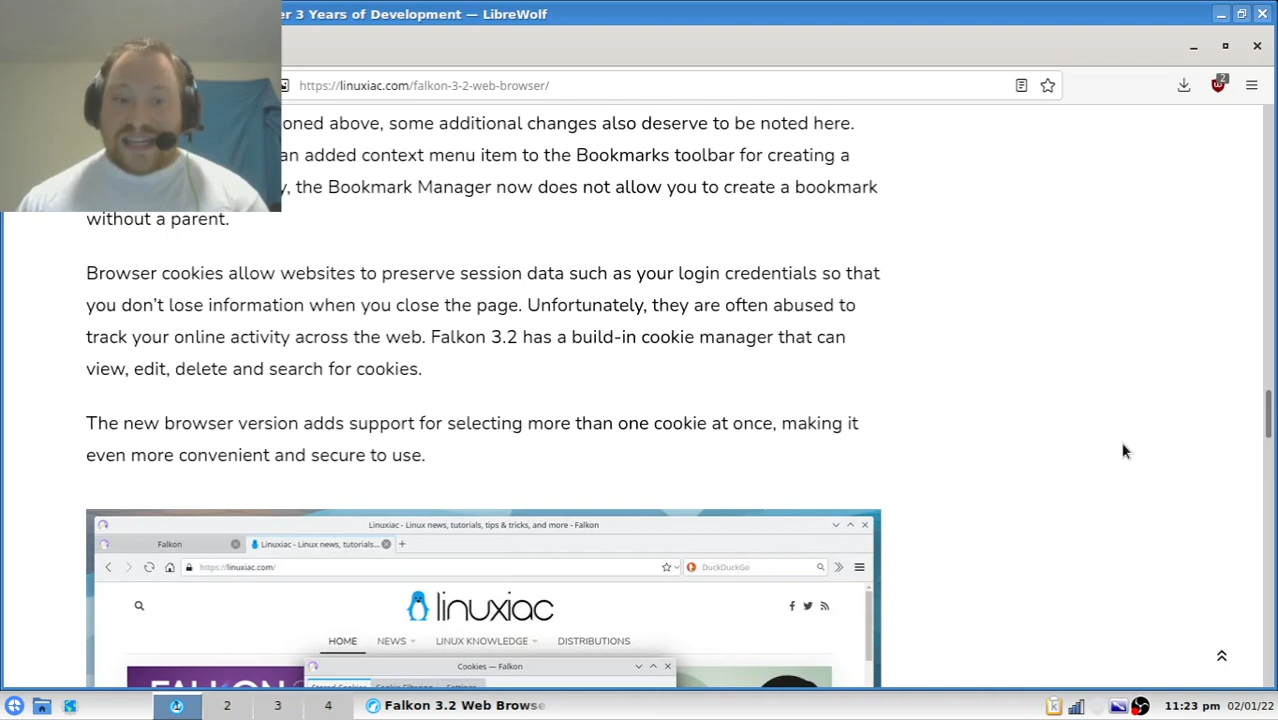 er 3 Years of Development — LibreWolf
https://linuxiac.com/falkon-3-2-web-browser/
2
ioned above, some additional changes also deserve to be noted here.
an added context menu item to the Bookmarks toolbar for creating a
y, the Bookmark Manager now does not allow you to create a bookmark
without a parent.
Browser cookies allow websites to preserve session data such as your login credentials so that
you don't lose information when you close the page. Unfortunately, they are often abused to
track your online activity across the web. Falkon 3.2 has a build-in cookie manager that can
view, edit, delete and search for cookies.
The new browser version adds support for selecting more than one cookie at once, making it
even more convenient and secure to use.
Linuxiac - Linux news, tutorials, tips & tricks, and more - Falkon
Falkon
Linuxiac - Linux news, tutorials...
https://linuxiac.com/
DuckDuckGo
linuxiac
HOME NEWS LINUX KNOWLEDGE DISTRIBUTIONS
Cookies — Falkon
Stored Cookies Cookie Filtering Settings
FALKON
2 3 4 Falkon 3.2 Web Browse
11:23 pm 02/01/22